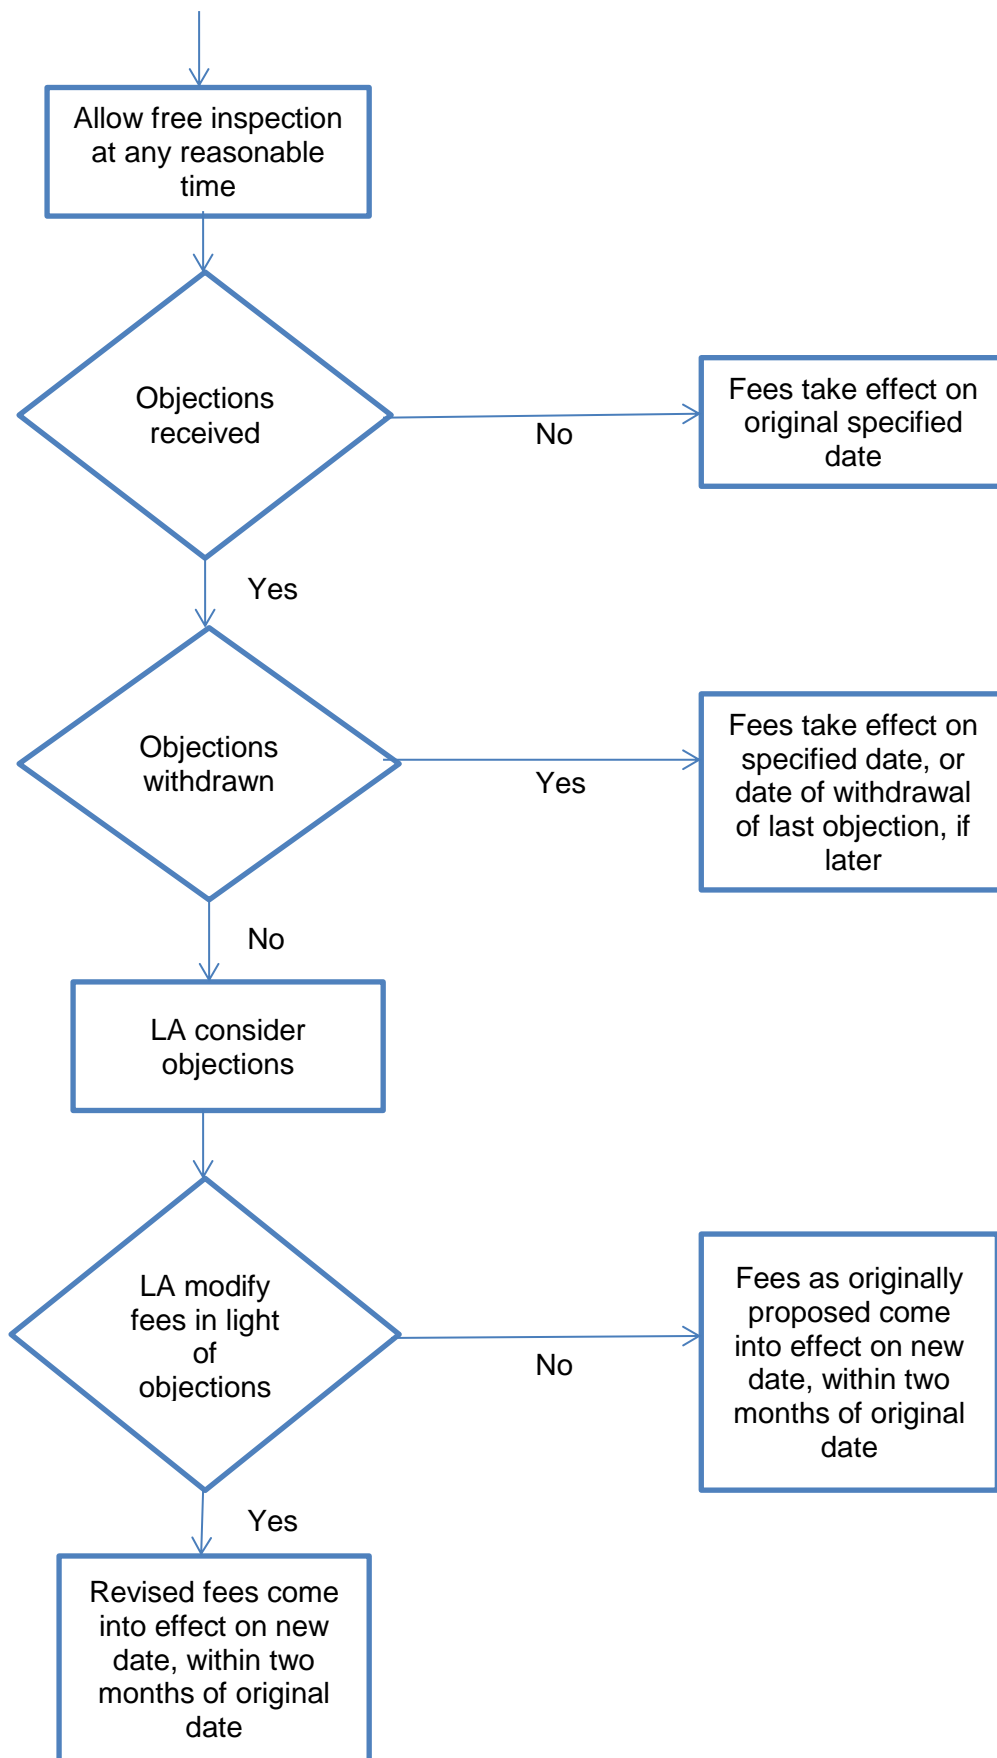 Allow free inspection
at any reasonable
time
Objections
received
No
Fees take effect on
original specified
date
Yes
Objections
withdrawn
Yes
Fees take effect on
specified date, or
date of withdrawal
of last objection, if
later
No
LA consider
objections
LA modify
fees in light
of
objections
No
Fees as originally
proposed come
into effect on new
date, within two
months of original
date
Yes
Revised fees come
into effect on new
date, within two
months of original
date